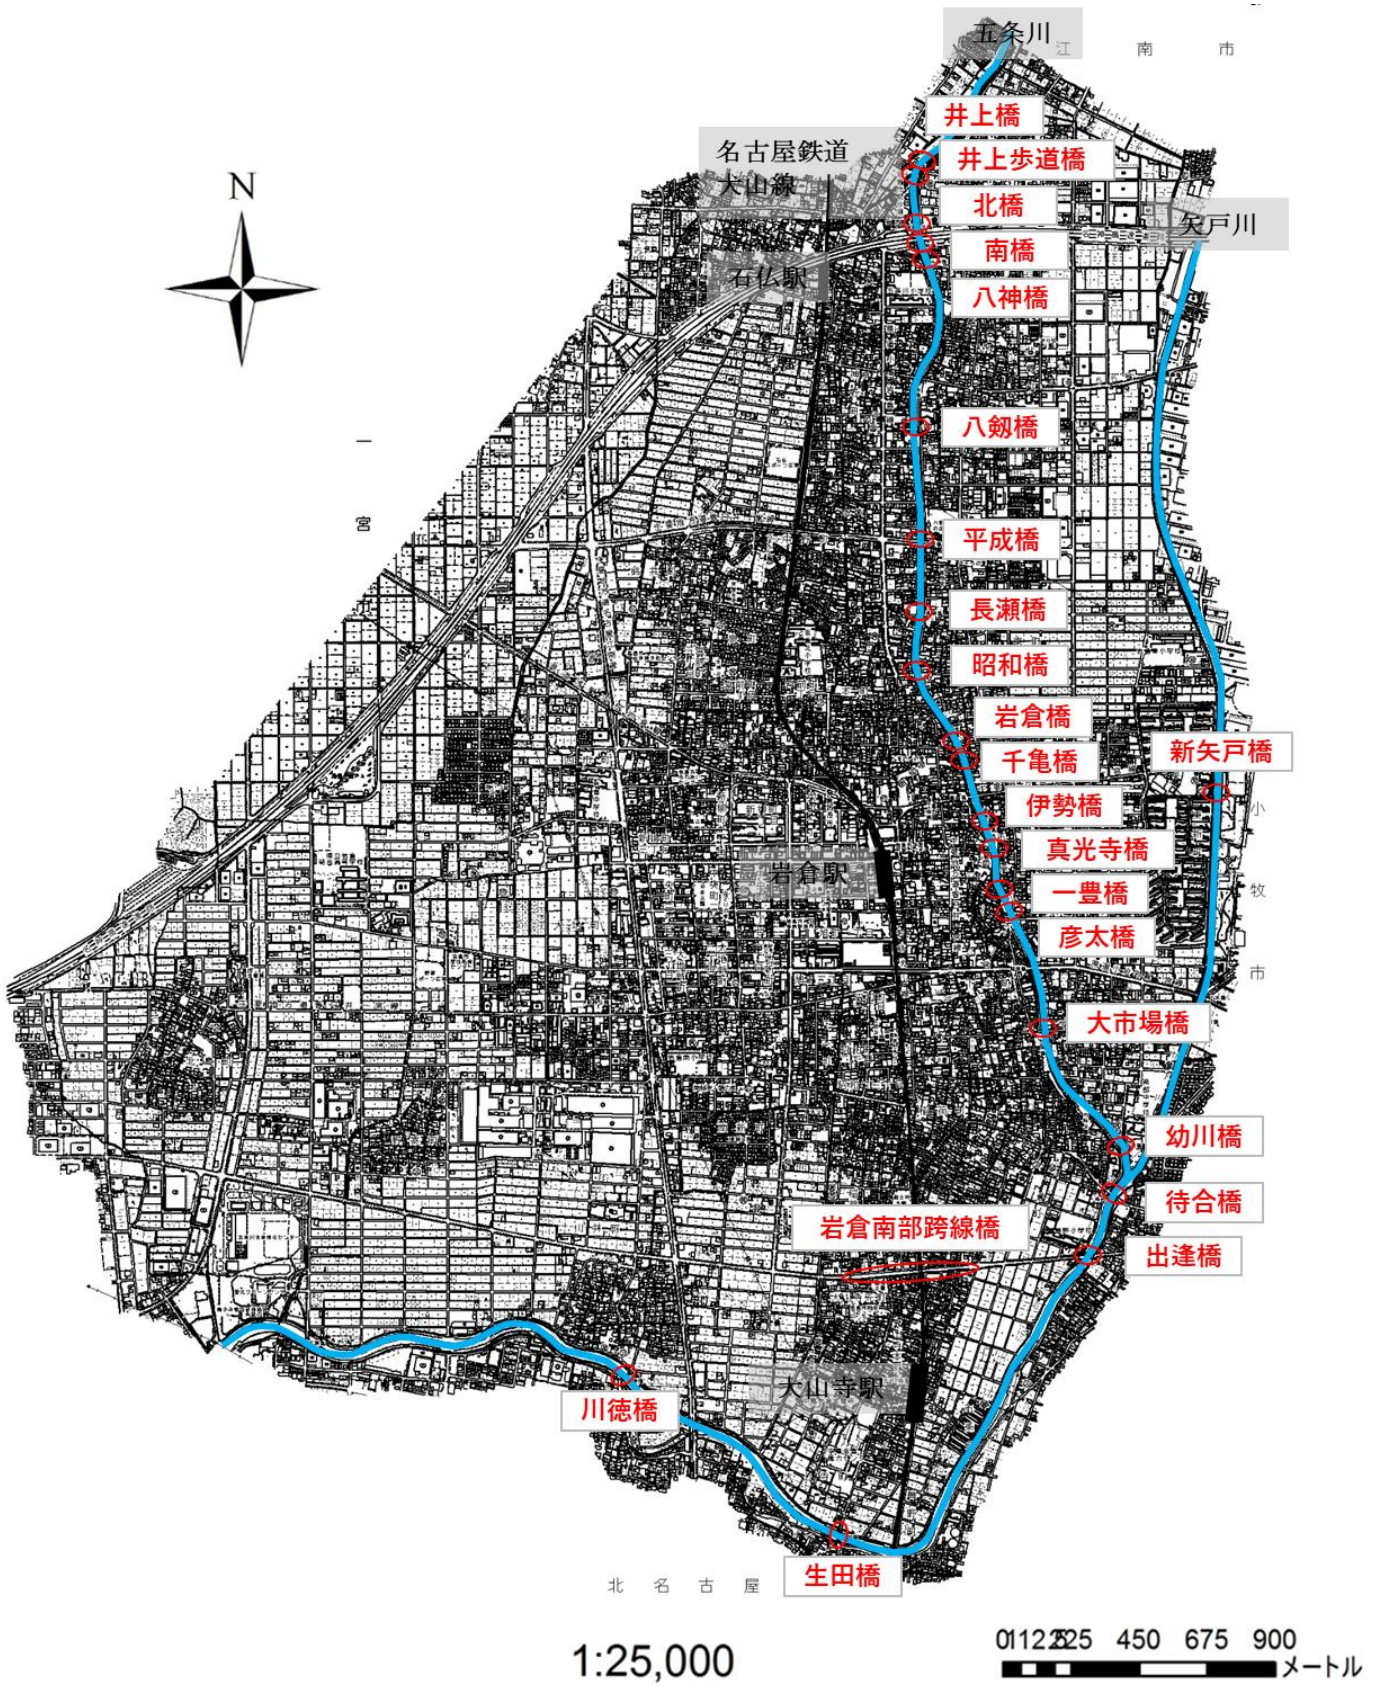 五条川
江南市
井上橋
名古屋鉄道
犬山線
井上歩道橋
N
北橋
矢戸川
南橋
石仏駅
八神橋
八剱橋
一宮
平成橋
長瀬橋
昭和橋
岩倉橋
新矢戸橋
千亀橋
伊勢橋
小牧市
真光寺橋
岩倉駅
一豊橋
彦太橋
大市場橋
幼川橋
待合橋
岩倉南部跨線橋
出逢橋
大山寺駅
川徳橋
生田橋
北名古屋
1:25,000
450 675 900
メートル